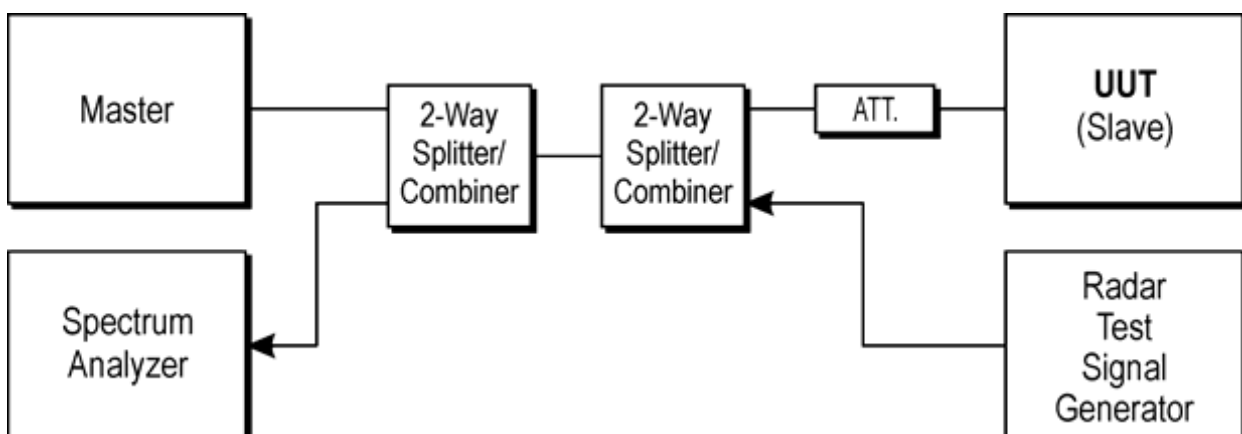 Master
2-Way
Splitter/
Combiner
2-Way
Splitter/
Combiner
ATT.
UUT
(Slave)
Spectrum
Analyzer
Radar
Test
Signal
Generator